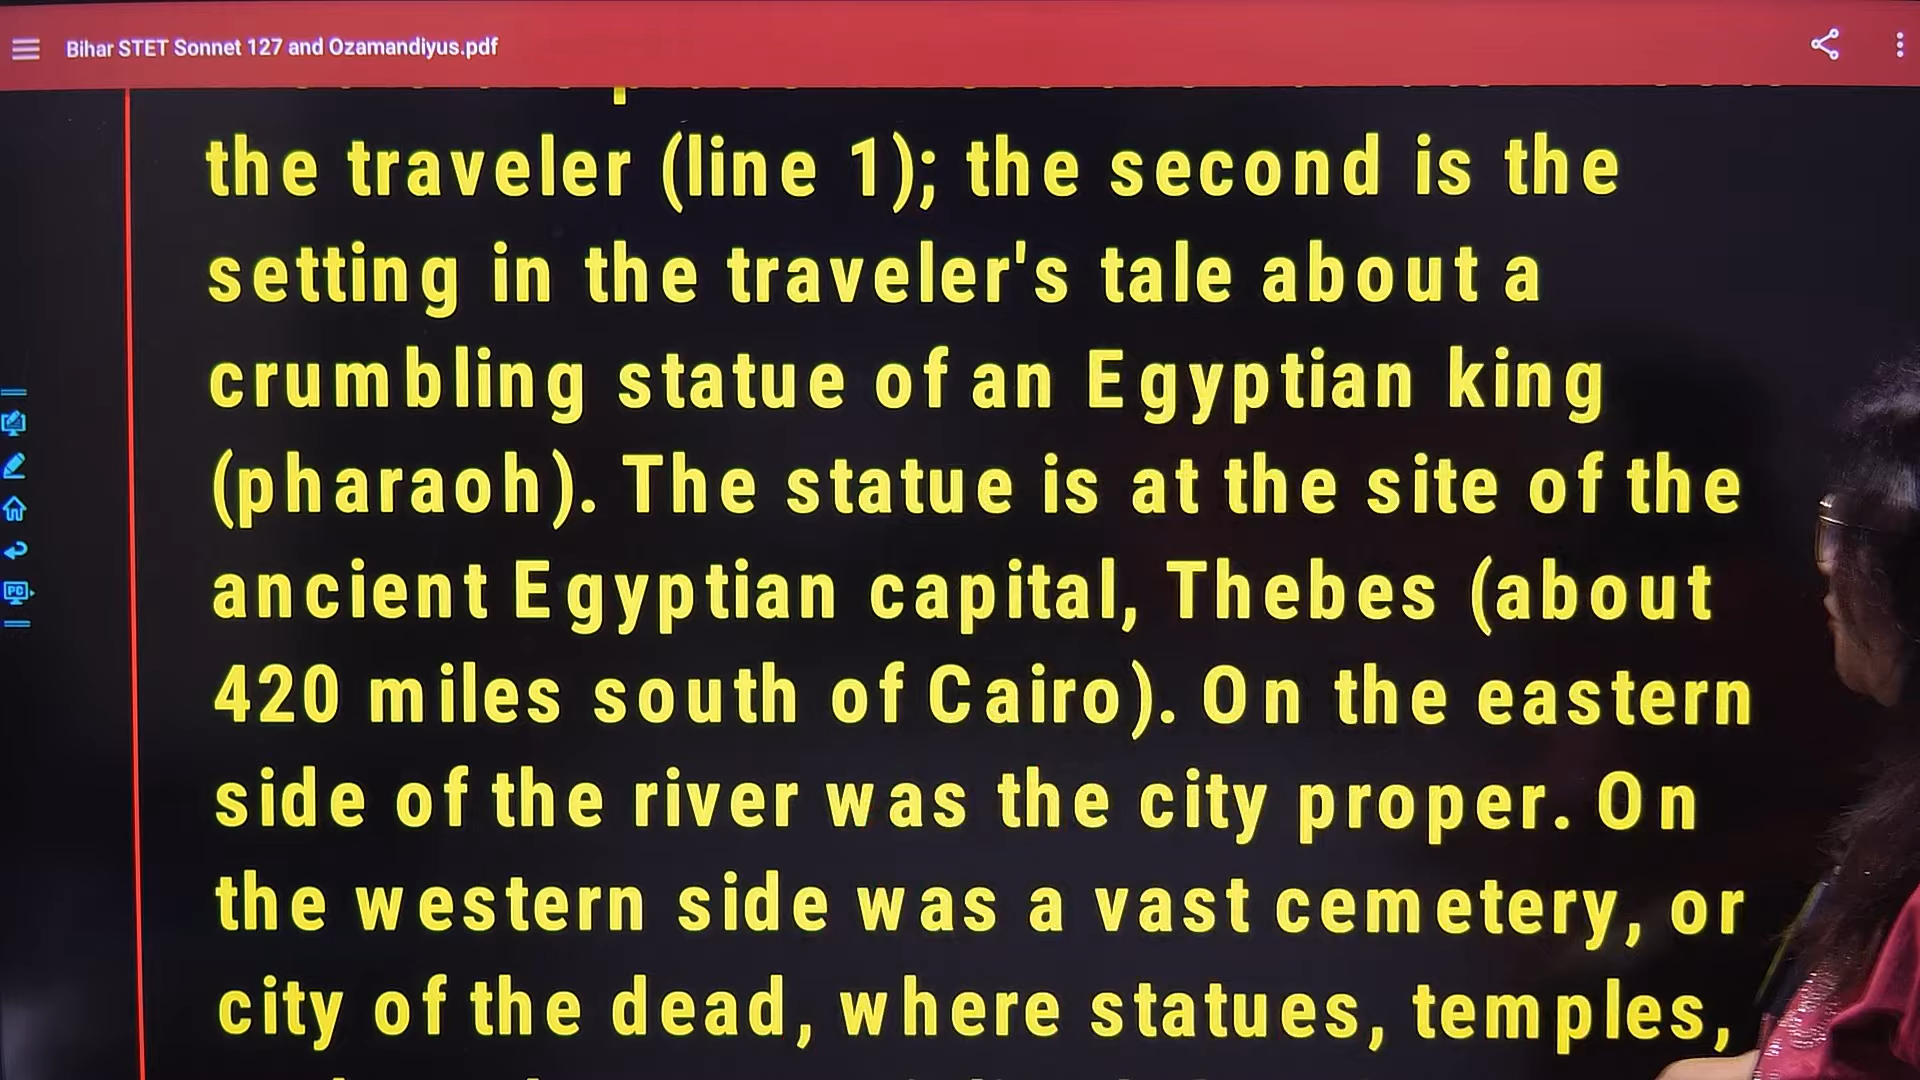 Bihar STET Sonnet 127 and Ozamandiyus.pdf
the traveler (line 1); the second is the
setting in the traveler's tale about a
crumbling statue of an Egyptian king
(pharaoh). The statue is at the site of the
ancient Egyptian capital, Thebes (about
420 miles south of Cairo). On the eastern
side of the river was the city proper. On
the western side was a vast cemetery, or
city of the dead, where statues, temples,
PC